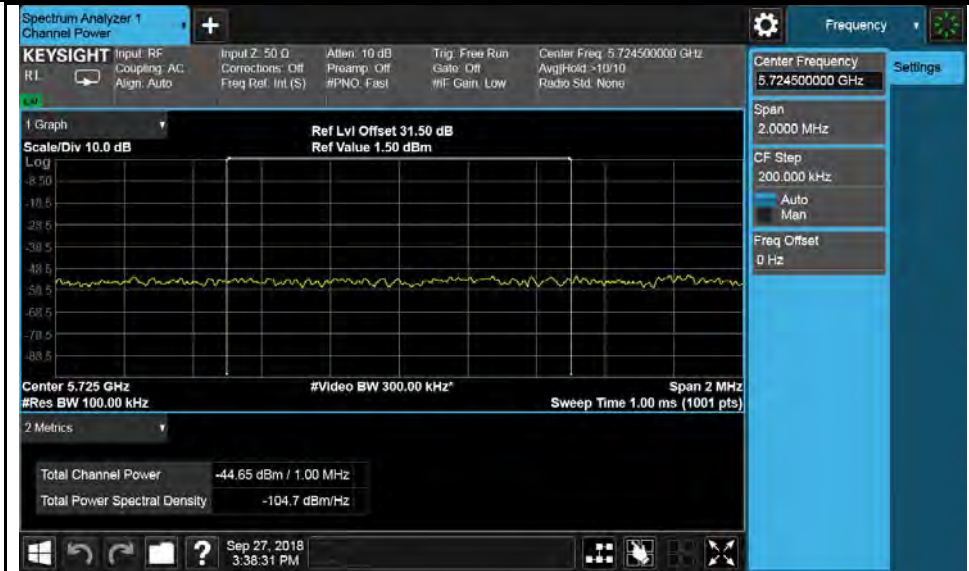 Spectrum Analyzer 1
Channel Power
+
Frequency
KEYSIGHT
RL
Input: RF
Coupling: AC
Align: Auto
Input Z: 50 Ω
Corrections: Off
Freq Ref: Int (S)
Atten: 10 dB
Preamp: Off
#PNO: Fast
Trig: Free Run
Gate: Off
#IF Gain: Low
Center Freq: 5.724500000 GHz
Avg|Hold:>10/10
Radio Std: None
Center Frequency
5.724500000 GHz
Settings
Span
2.0000 MHz
CF Step
200.000 kHz
Auto
Man
Freq Offset
0 Hz
1 Graph
Scale/Div 10.0 dB
Ref Lvl Offset 31.50 dB
Ref Value 1.50 dBm
Log
-8.50
-18.5
-28.5
-38.5
-48.5
-58.5
-68.5
-78.5
-88.5
Center 5.725 GHz
#Video BW 300.00 kHz*
Span 2 MHz
#Res BW 100.00 kHz
Sweep Time 1.00 ms (1001 pts)
2 Metrics
Total Channel Power -44.65 dBm / 1.00 MHz
Total Power Spectral Density -104.7 dBm/Hz
?
Sep 27, 2018
3:38:31 PM